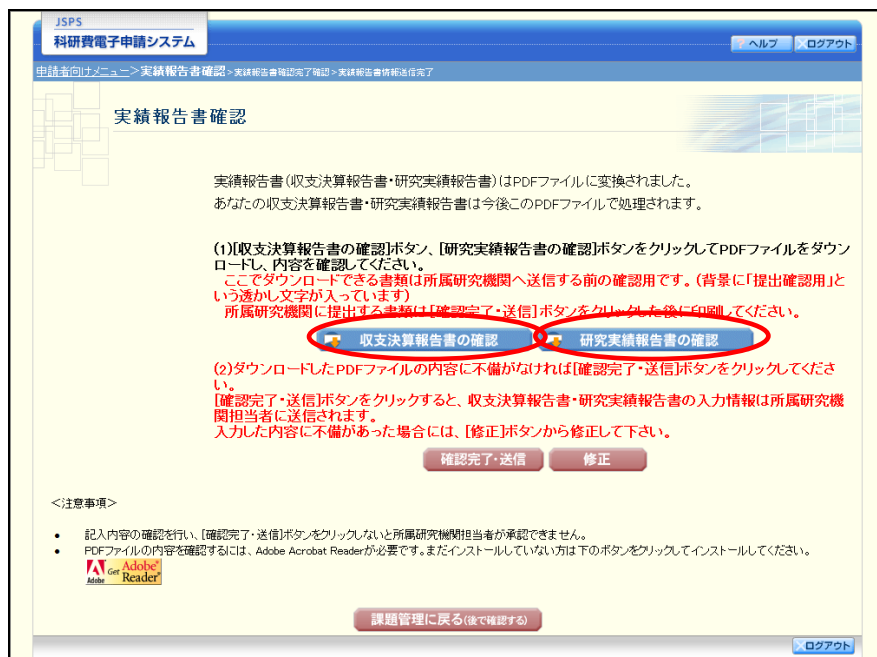 JSPS
科研費電子申請システム
?ヘルプ
×ログアウト
申請者向けメニュー>実績報告書確認>実績報告書確認完了確認>実績報告書情報送信完了
実績報告書確認
実績報告書(収支決算報告書・研究実績報告書)はPDFファイルに変換されました。
あなたの収支決算報告書・研究実績報告書は今後このPDFファイルで処理されます。
(1)[収支決算報告書の確認]ボタン、[研究実績報告書の確認]ボタンをクリックしてPDFファイルをダウン
ロードし、内容を確認してください。
ここでダウンロードできる書類は所属研究機関へ送信する前の確認用です。(背景に「提出確認用」と
いう透かし文字が入っています)
所属研究機関に提出する書類は[確認完了・送信]ボタンをクリックした後に印刷してください。
収支決算報告書の確認
研究実績報告書の確認
(2)ダウンロードしたPDFファイルの内容に不備がなければ[確認完了・送信]ボタンをクリックしてくださ
い。
[確認完了・送信]ボタンをクリックすると、収支決算報告書・研究実績報告書の入力情報は所属研究機
関担当者に送信されます。
入力した内容に不備があった場合には、[修正]ボタンから修正して下さい。
確認完了・送信
修正
<注意事項>
• 記入内容の確認を行い、[確認完了・送信]ボタンをクリックしないと所属研究機関担当者が承認できません。
• PDFファイルの内容を確認するには、Adobe Acrobat Readerが必要です。まだインストールしていない方は下のボタンをクリックしてインストールしてください。
Adobe Get Adobe® Reader®
課題管理に戻る(後で確認する)
×ログアウト